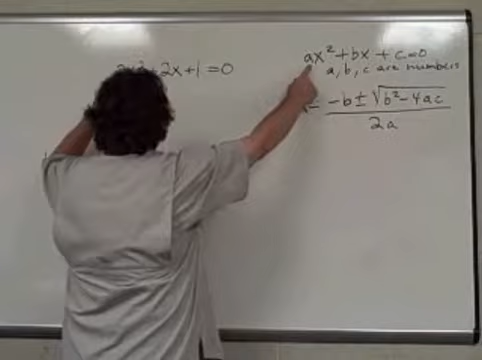 2x+1=0
ax²+bx+c=0
a, b, c are numbers
= -b±√b²-4ac / 2a